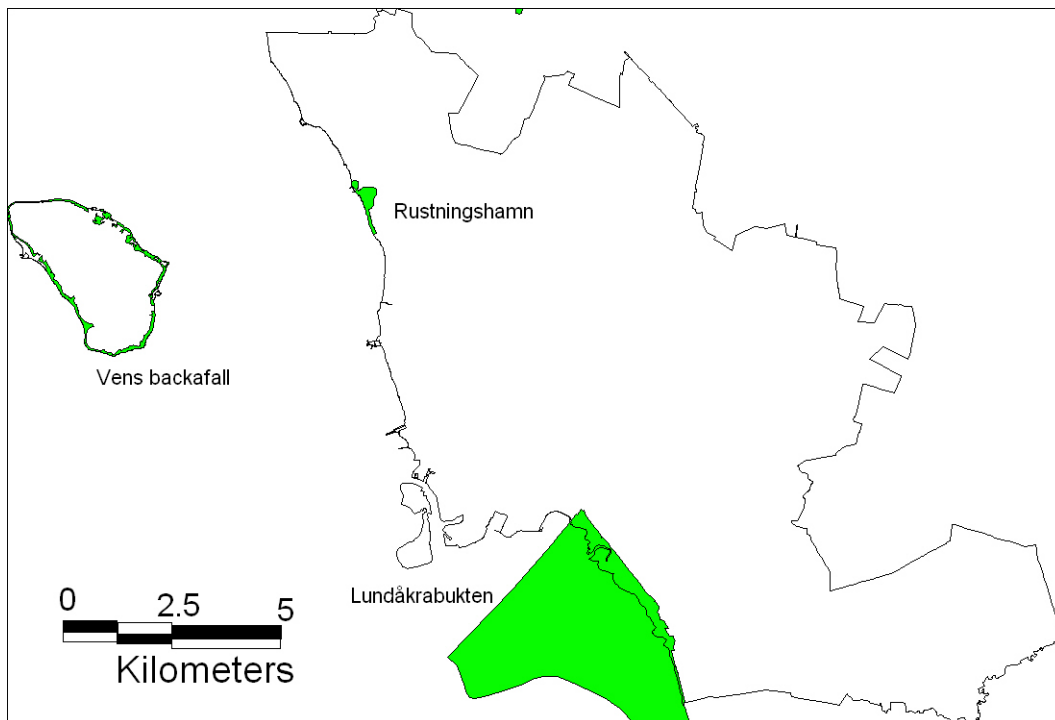 Rustningshamn
Vens backafall
Lundåkrabukten
0 2.5 5
Kilometers